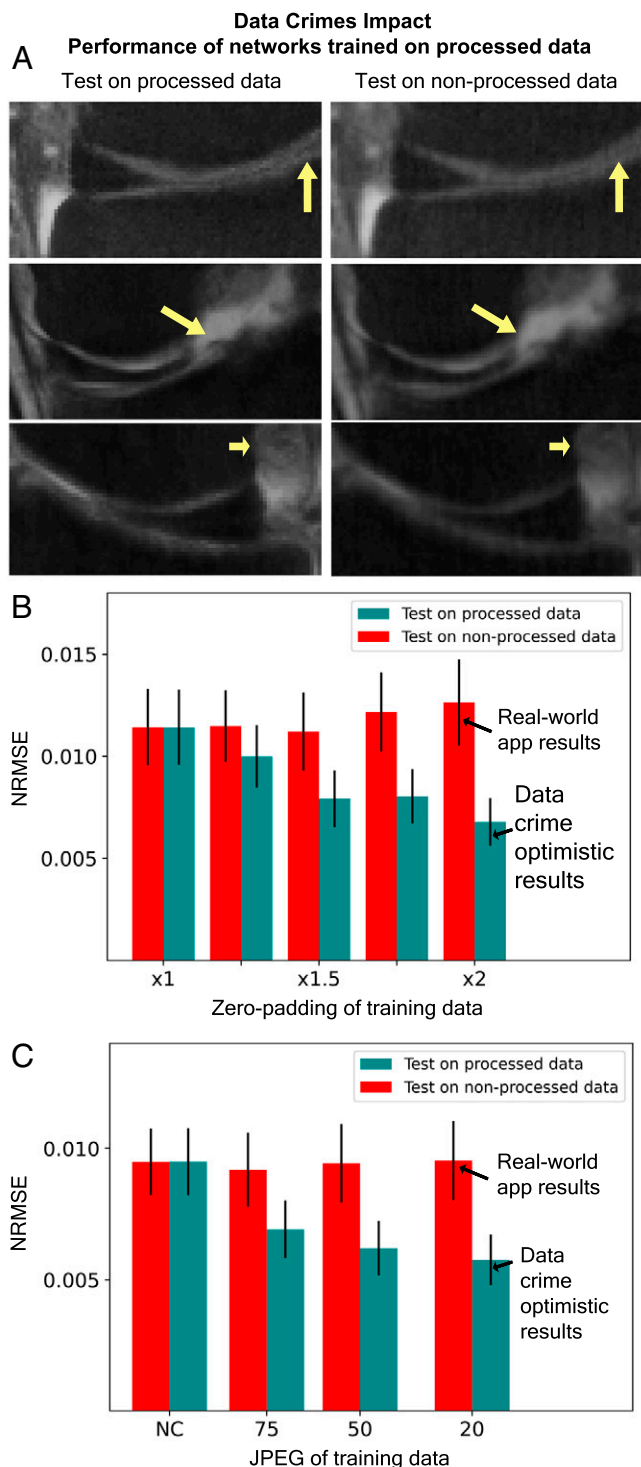 Data Crimes Impact
Performance of networks trained on processed data
A
Test on processed data
Test on non-processed data
B
Test on processed data
Test on non-processed data
0.015
0.010
0.005
NRMSE
Real-world
app results
Data
crime
optimistic
results
x1
x1.5
x2
Zero-padding of training data
C
Test on processed data
Test on non-processed data
0.010
0.005
NRMSE
Real-world
app results
Data
crime
optimistic
results
NC
75
50
20
JPEG of training data